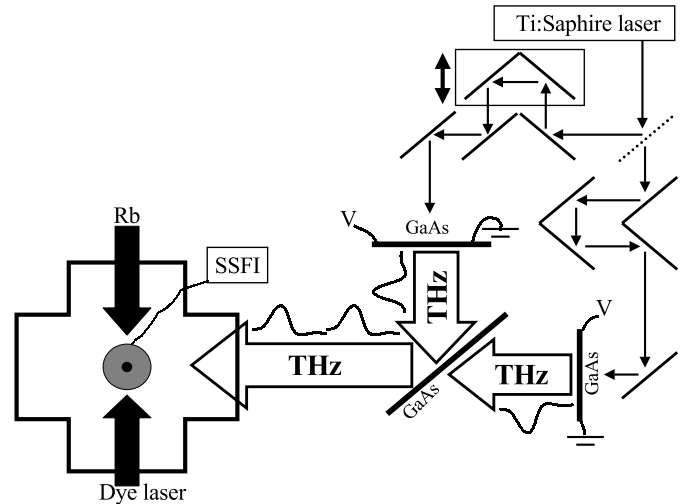 Ti:Saphire laser
V
GaAs
Rb
SSFI
THz
V
THz
THz
GaAs
GaAs
Dye laser